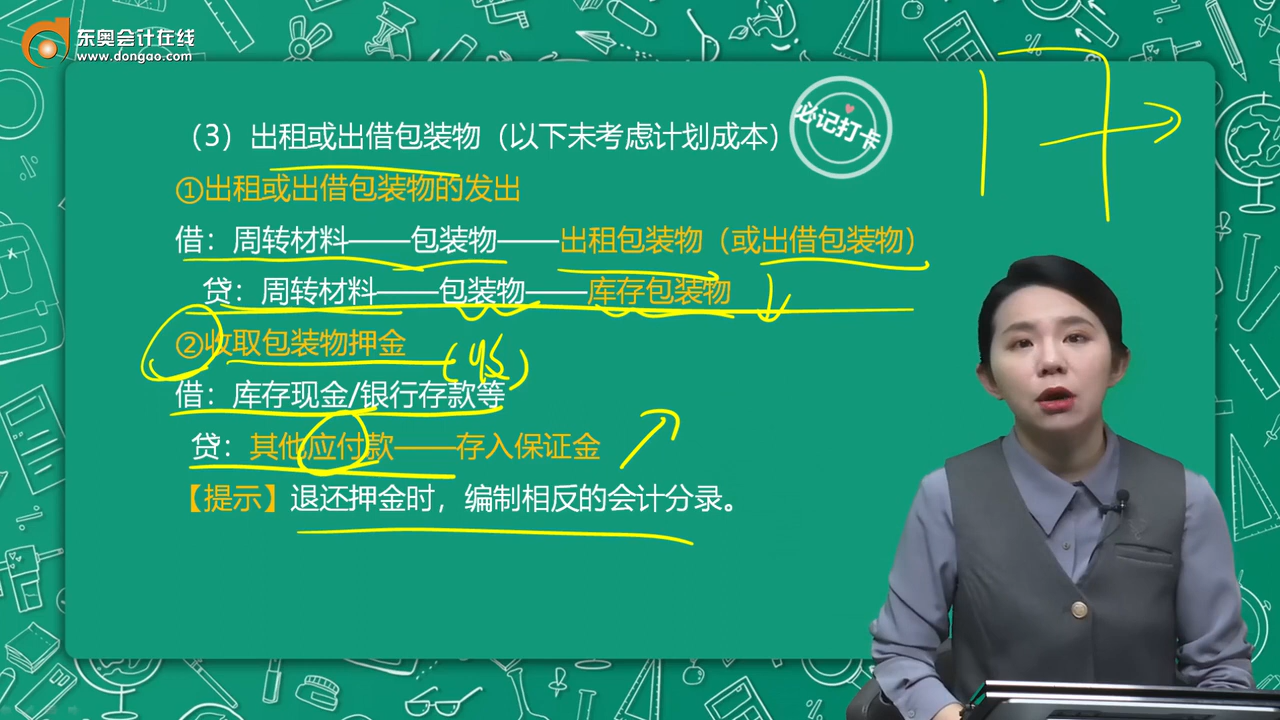 东奥会计在线
www.dongao.com
（3）出租或出借包装物（以下未考虑计划成本）
必记打卡
①出租或出借包装物的发出
借：周转材料——包装物——出租包装物（或出借包装物）
贷：周转材料——包装物——库存包装物
②收取包装物押金
借：库存现金/银行存款等
贷：其他应付款——存入保证金
【提示】退还押金时，编制相反的会计分录。